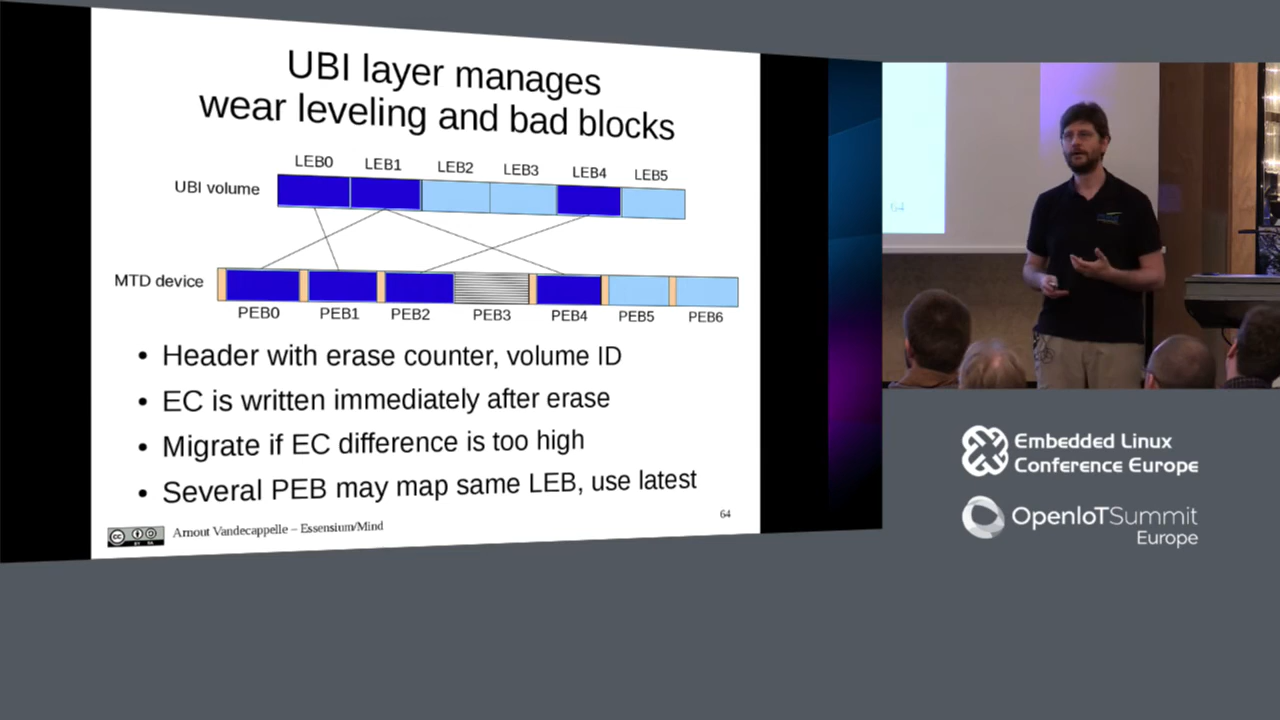 UBI layer manages
wear leveling and bad blocks
LEB0 LEB1 LEB2 LEB3 LEB4 LEB5
UBI volume
MTD device
PEB0 PEB1 PEB2 PEB3 PEB4 PEB5 PEB6
• Header with erase counter, volume ID
• EC is written immediately after erase
• Migrate if EC difference is too high
• Several PEB may map same LEB, use latest
64
Arnout Vandecappelle – Essensium/Mind
64
Embedded Linux
Conference Europe
OpenIoTSummit
Europe